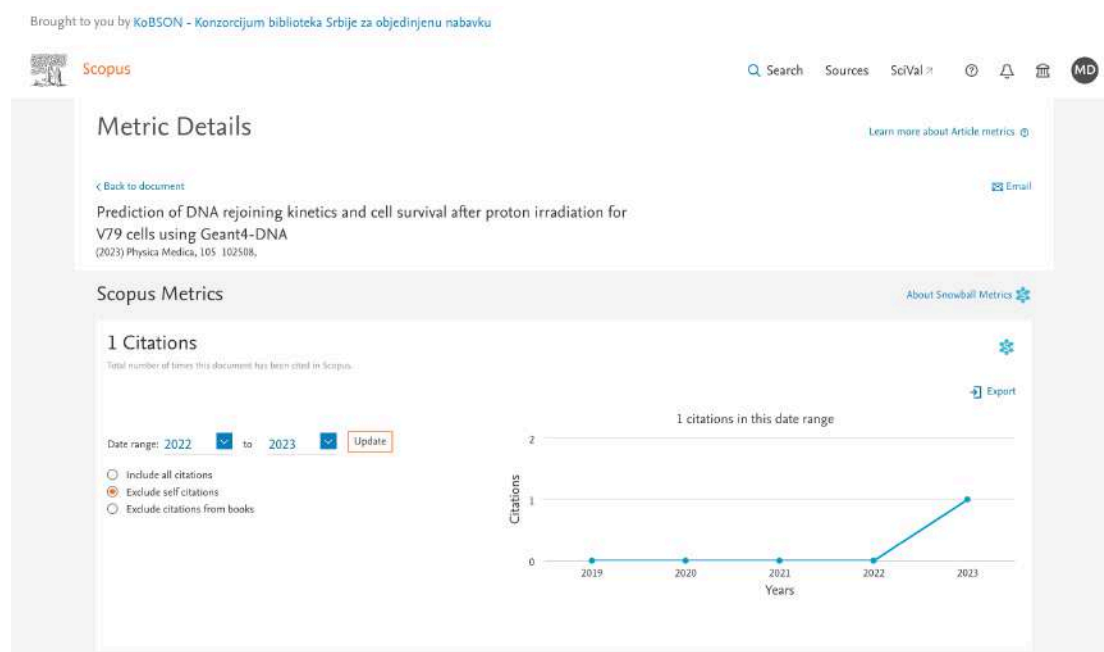 Brought to you by KoBSON - Konzorcijum biblioteka Srbije za objedinjenu nabavku
Scopus
Search Sources SciVal MD
Metric Details
Learn more about Article metrics
Back to document
Email
Prediction of DNA rejoining kinetics and cell survival after proton irradiation for
V79 cells using Geant4-DNA
(2023) Physica Medica, 105 102508,
Scopus Metrics
About Snowball Metrics
1 Citations
Total number of times this document has been cited in Scopus.
Export
1 citations in this date range
Date range: 2022 to 2023 Update
Include all citations
Exclude self citations
Exclude citations from books
Citations
2
1
0
2019 2020 2021 2022 2023
Years